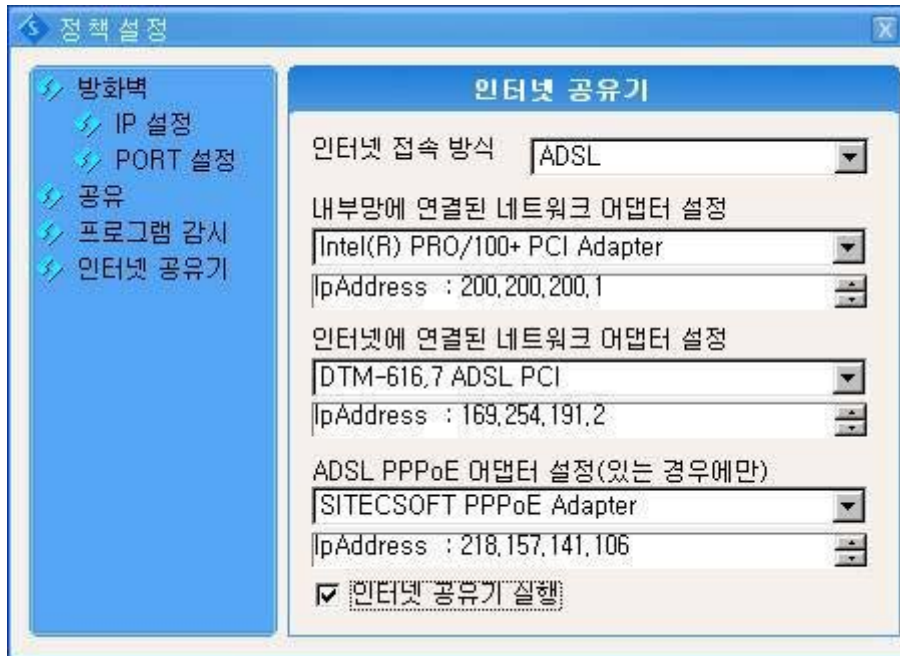 정책설정
방화벽
IP 설정
PORT 설정
공유
프로그램 감시
인터넷 공유기
인터넷 공유기
인터넷 접속 방식 ADSL
내부망에 연결된 네트워크 어댑터 설정
Intel(R) PRO/100+ PCI Adapter
IpAddress : 200,200,200,1
인터넷에 연결된 네트워크 어댑터 설정
DTM-616,7 ADSL PCI
IpAddress : 169,254,191,2
ADSL PPPoE 어댑터 설정(있는 경우에만)
SITECSOFT PPPoE Adapter
IpAddress : 218,157,141,106
인터넷 공유기 실행